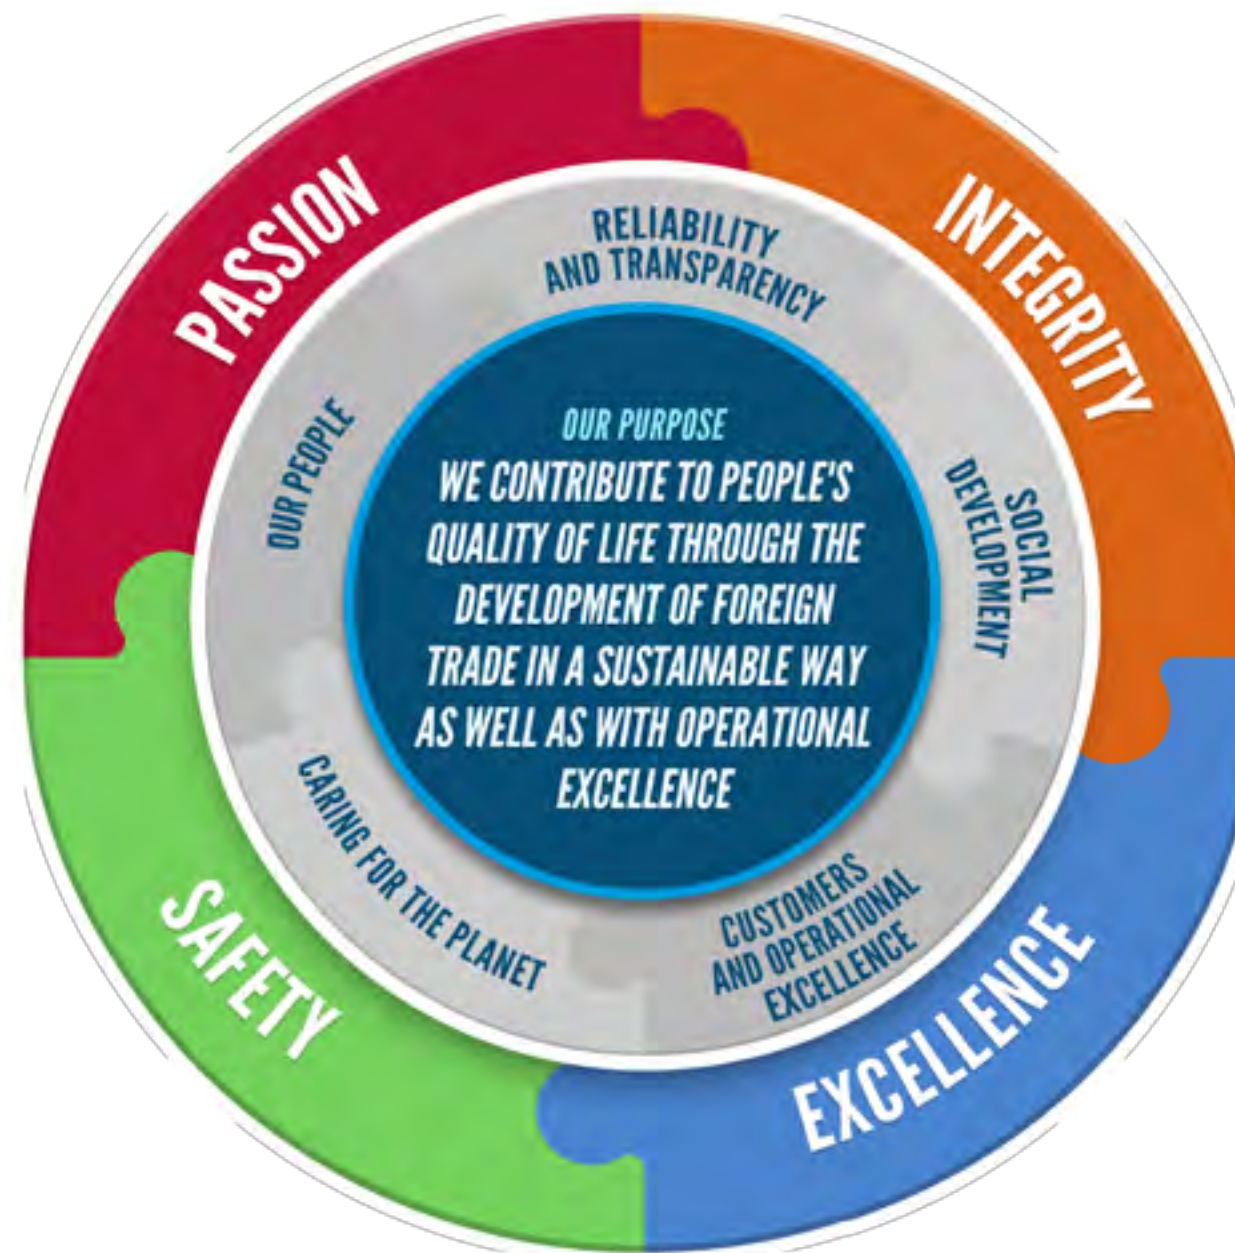 PASSION
INTEGRITY
RELIABILITY
AND TRANSPARENCY
OUR PEOPLE
SOCIAL
DEVELOPMENT
OUR PURPOSE
WE CONTRIBUTE TO PEOPLE'S
QUALITY OF LIFE THROUGH THE
DEVELOPMENT OF FOREIGN
TRADE IN A SUSTAINABLE WAY
AS WELL AS WITH OPERATIONAL
EXCELLENCE
CARING FOR THE PLANET
CUSTOMERS
AND OPERATIONAL
EXCELLENCE
SAFETY
EXCELLENCE